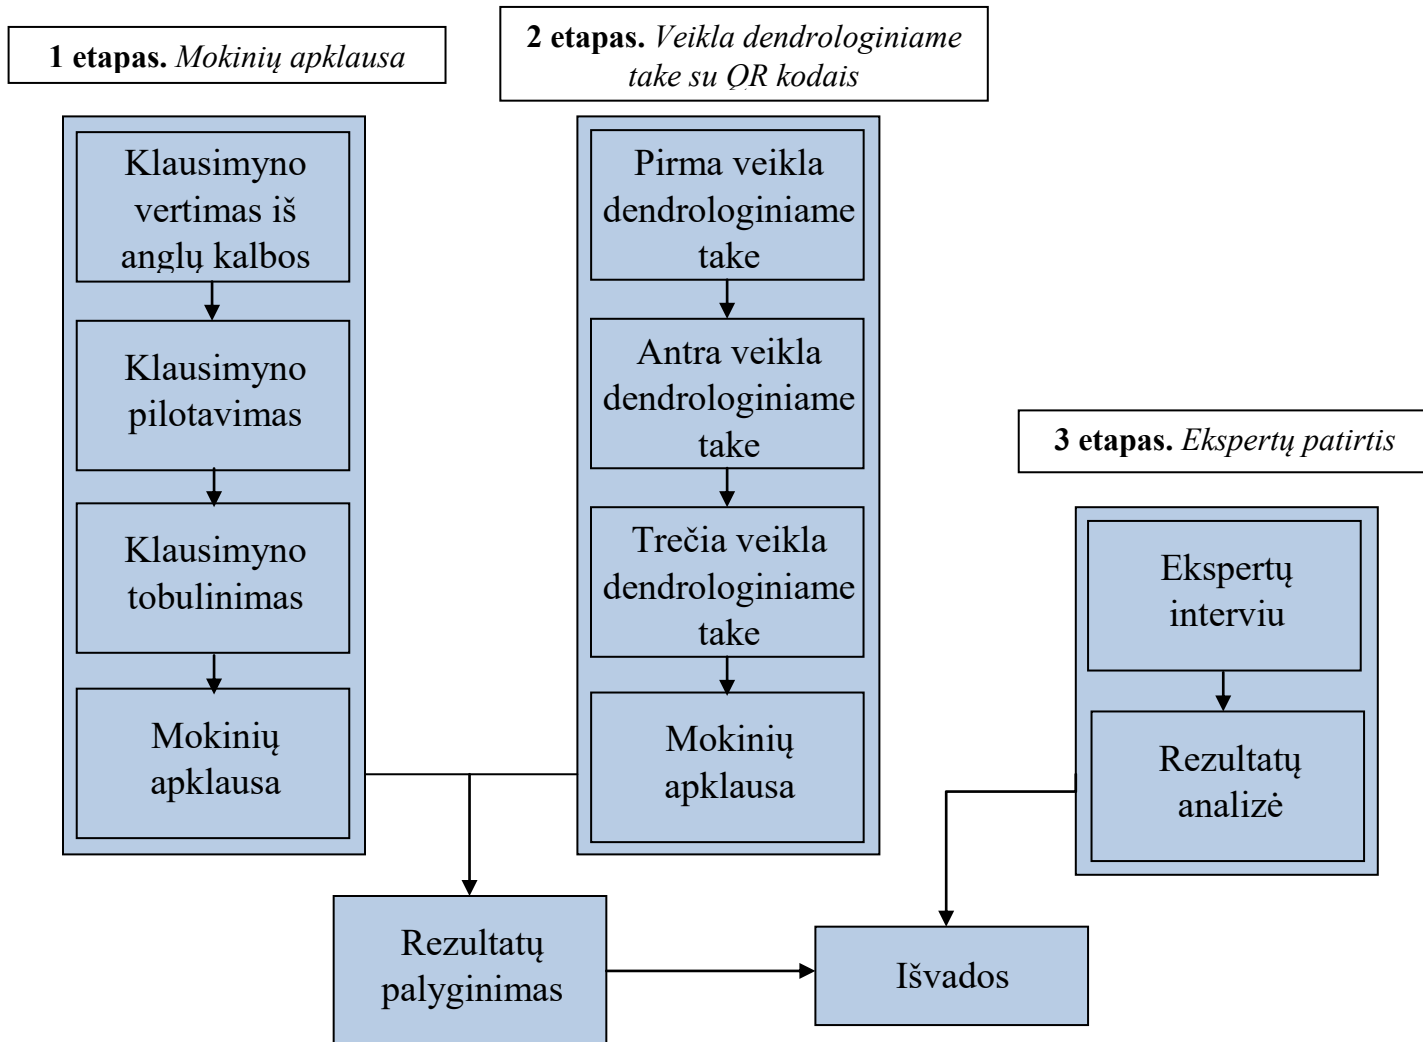 1 etapas. Mokinių apklausa
Klausimyno
vertimas iš
anglų kalbos
Klausimyno
pilotavimas
Klausimyno
tobulinimas
Mokinių
apklausa
2 etapas. Veikla dendrologiniame
take su QR kodais
Pirma veikla
dendrologiniame
take
Antra veikla
dendrologiniame
take
Trečia veikla
dendrologiniame
take
Mokinių
apklausa
3 etapas. Ekspertų patirtis
Ekspertų
interviu
Rezultatų
analizė
Rezultatų
palyginimas
Išvados